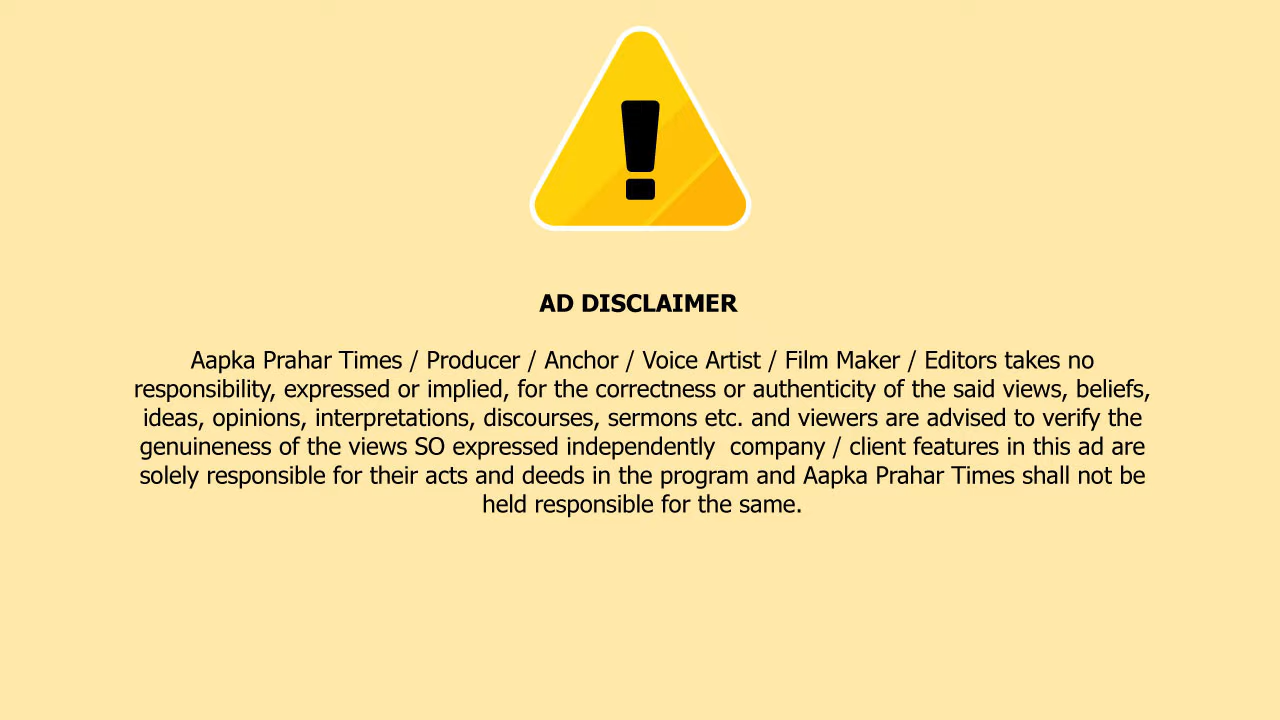 AD DISCLAIMER
Aapka Prahar Times / Producer / Anchor / Voice Artist / Film Maker / Editors takes no
responsibility, expressed or implied, for the correctness or authenticity of the said views, beliefs,
ideas, opinions, interpretations, discourses, sermons etc. and viewers are advised to verify the
genuineness of the views SO expressed independently  company / client features in this ad are
solely responsible for their acts and deeds in the program and Aapka Prahar Times shall not be
held responsible for the same.